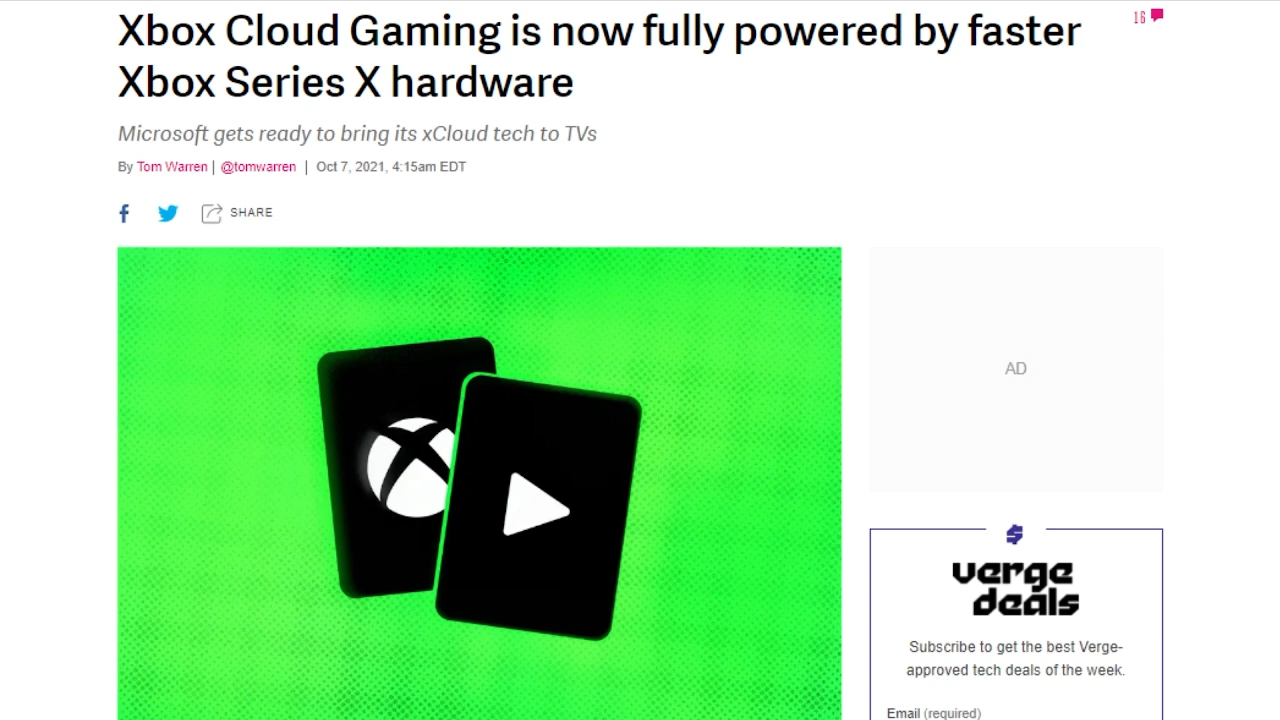 Xbox Cloud Gaming is now fully powered by faster
Xbox Series X hardware
16
Microsoft gets ready to bring its xCloud tech to TVs
By Tom Warren | @tomwarren | Oct 7, 2021, 4:15am EDT
SHARE
AD
$
verge
deals
Subscribe to get the best Verge-
approved tech deals of the week.
Email (required)